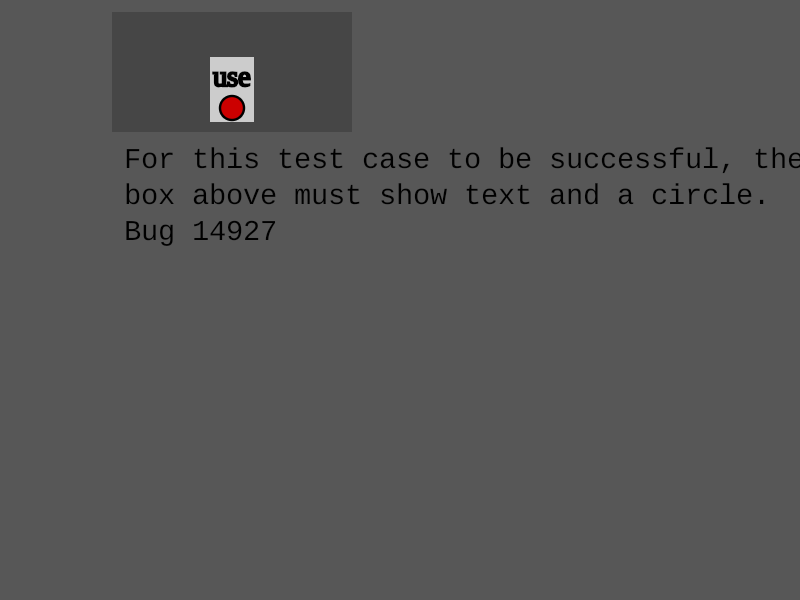 use
For this test case to be successful, the
box above must show text and a circle.
Bug 14927